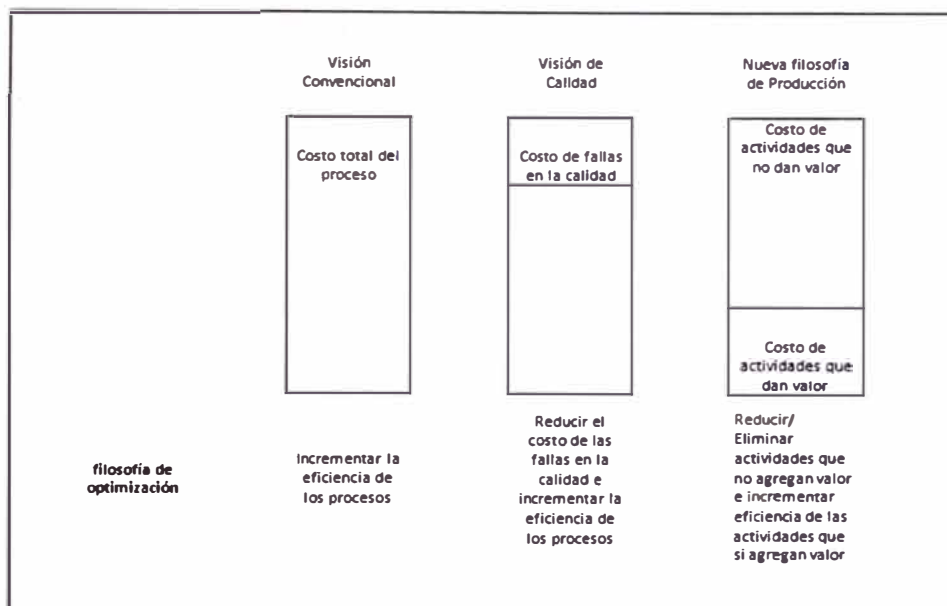 Visión
Convencional
Visión de
Calidad
Nueva filosofía
de Producción
Costo total del
proceso
Costo de fallas
en la calidad
Costo de
actividades que
no dan valor
Costo de
actividades que
dan valor
filosofía de
optimización
Incrementar la
eficiencia de
los procesos
Reducir el
costo de las
fallas en la
calidad e
incrementar la
eficiencia de
los procesos
Reducir/
Eliminar
actividades que
no agregan valor
e incrementar
eficiencia de las
actividades que
si agregan valor